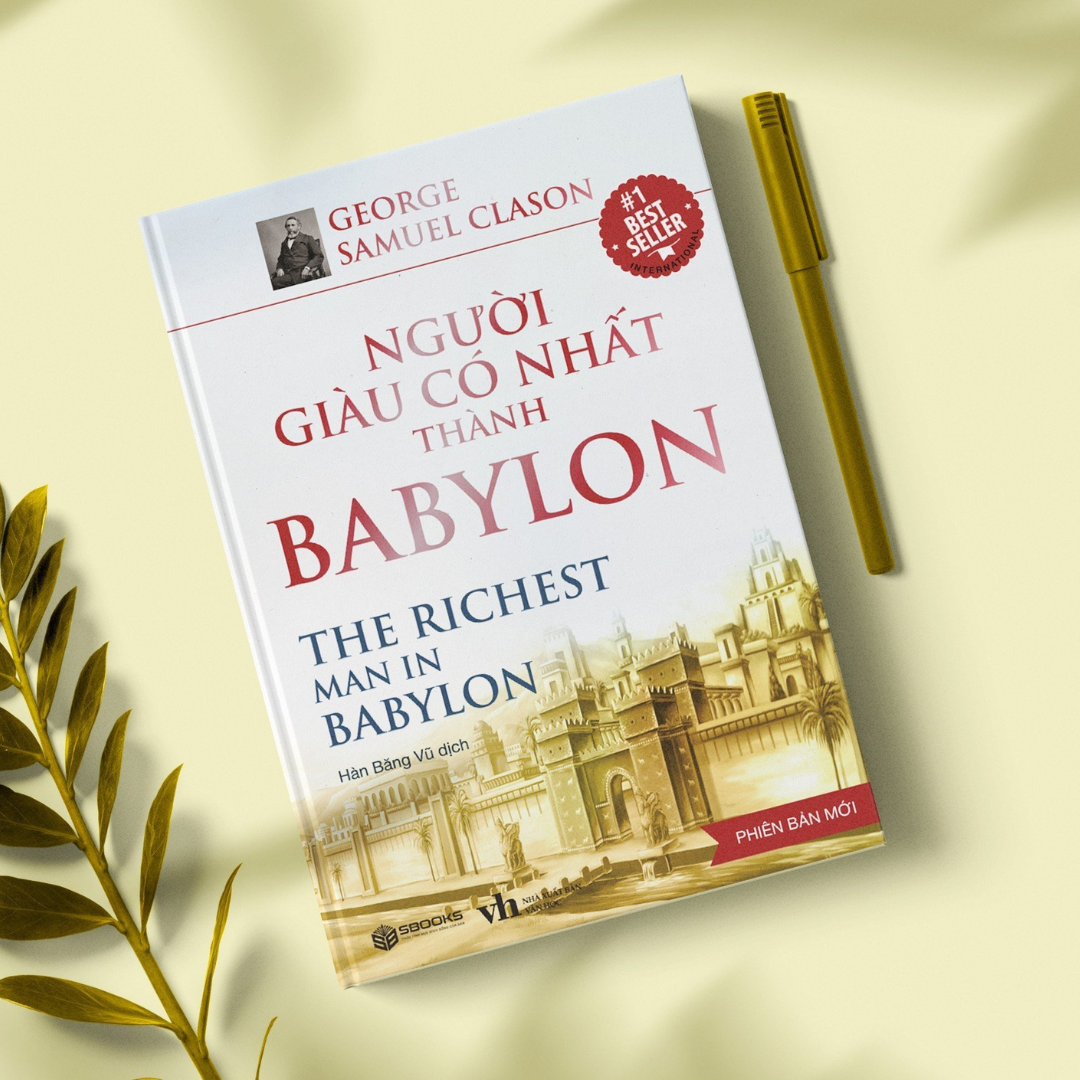 GEORGE
SAMUEL CLASON
#1
BEST
SELLER
INTERNATIONAL
NGƯỜI
GIÀU CÓ NHẤT
THÀNH
BABYLON
THE RICHEST
MAN IN
BABYLON
Hàn Băng Vũ dịch
PHIÊN BẢN MỚI
SBOOKS
vh NHÀ XUẤT BẢN
VĂN HỌC